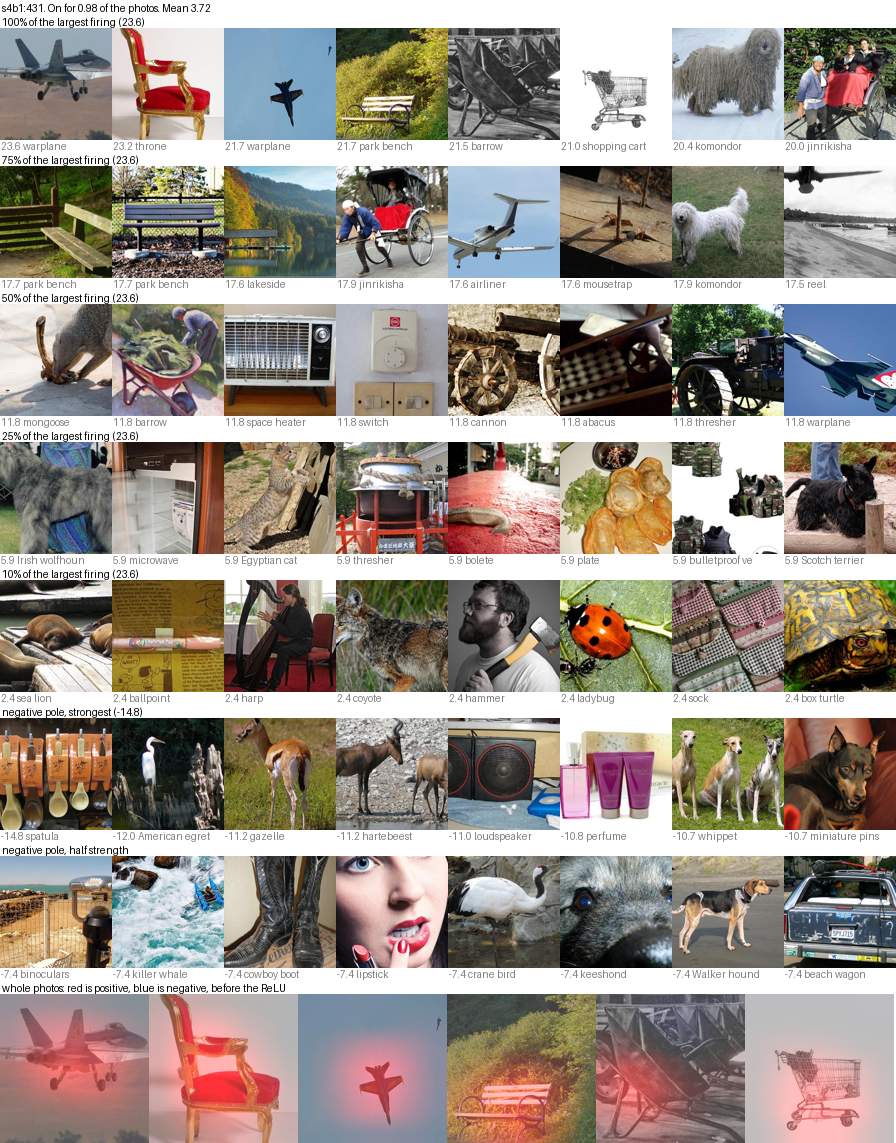 s4b1:431. On for 0.98 of the photos. Mean 3.72
100% of the largest firing (23.6)
23.6 warplane 23.2 throne 21.7 warplane 21.7 park bench 21.5 barrow 21.0 shopping cart 20.4 komondor 20.0 jinrikisha
75% of the largest firing (23.6)
17.7 park bench 17.7 park bench 17.6 lakeside 17.9 jinrikisha 17.6 airliner 17.6 mousetrap 17.9 komondor 17.5 reel
50% of the largest firing (23.6)
11.8 mongoose 11.8 barrow 11.8 space heater 11.8 switch 11.8 cannon 11.8 abacus 11.8 thresher 11.8 warplane
25% of the largest firing (23.6)
5.9 Irish wolfhoun 5.9 microwave 5.9 Egyptian cat 5.9 thresher 5.9 bolete 5.9 plate 5.9 bulletproof ve 5.9 Scotch terrier
10% of the largest firing (23.6)
2.4 sea lion 2.4 ballpoint 2.4 harp 2.4 coyote 2.4 hammer 2.4 ladybug 2.4 sock 2.4 box turtle
negative pole, strongest (-14.8)
-14.8 spatula -12.0 American egret -11.2 gazelle -11.2 hartebeest -11.0 loudspeaker -10.8 perfume -10.7 whippet -10.7 miniature pins
negative pole, half strength
-7.4 binoculars -7.4 killer whale -7.4 cowboy boot -7.4 lipstick -7.4 crane bird -7.4 keeshond -7.4 Walker hound -7.4 beach wagon
whole photos: red is positive, blue is negative, before the ReLU